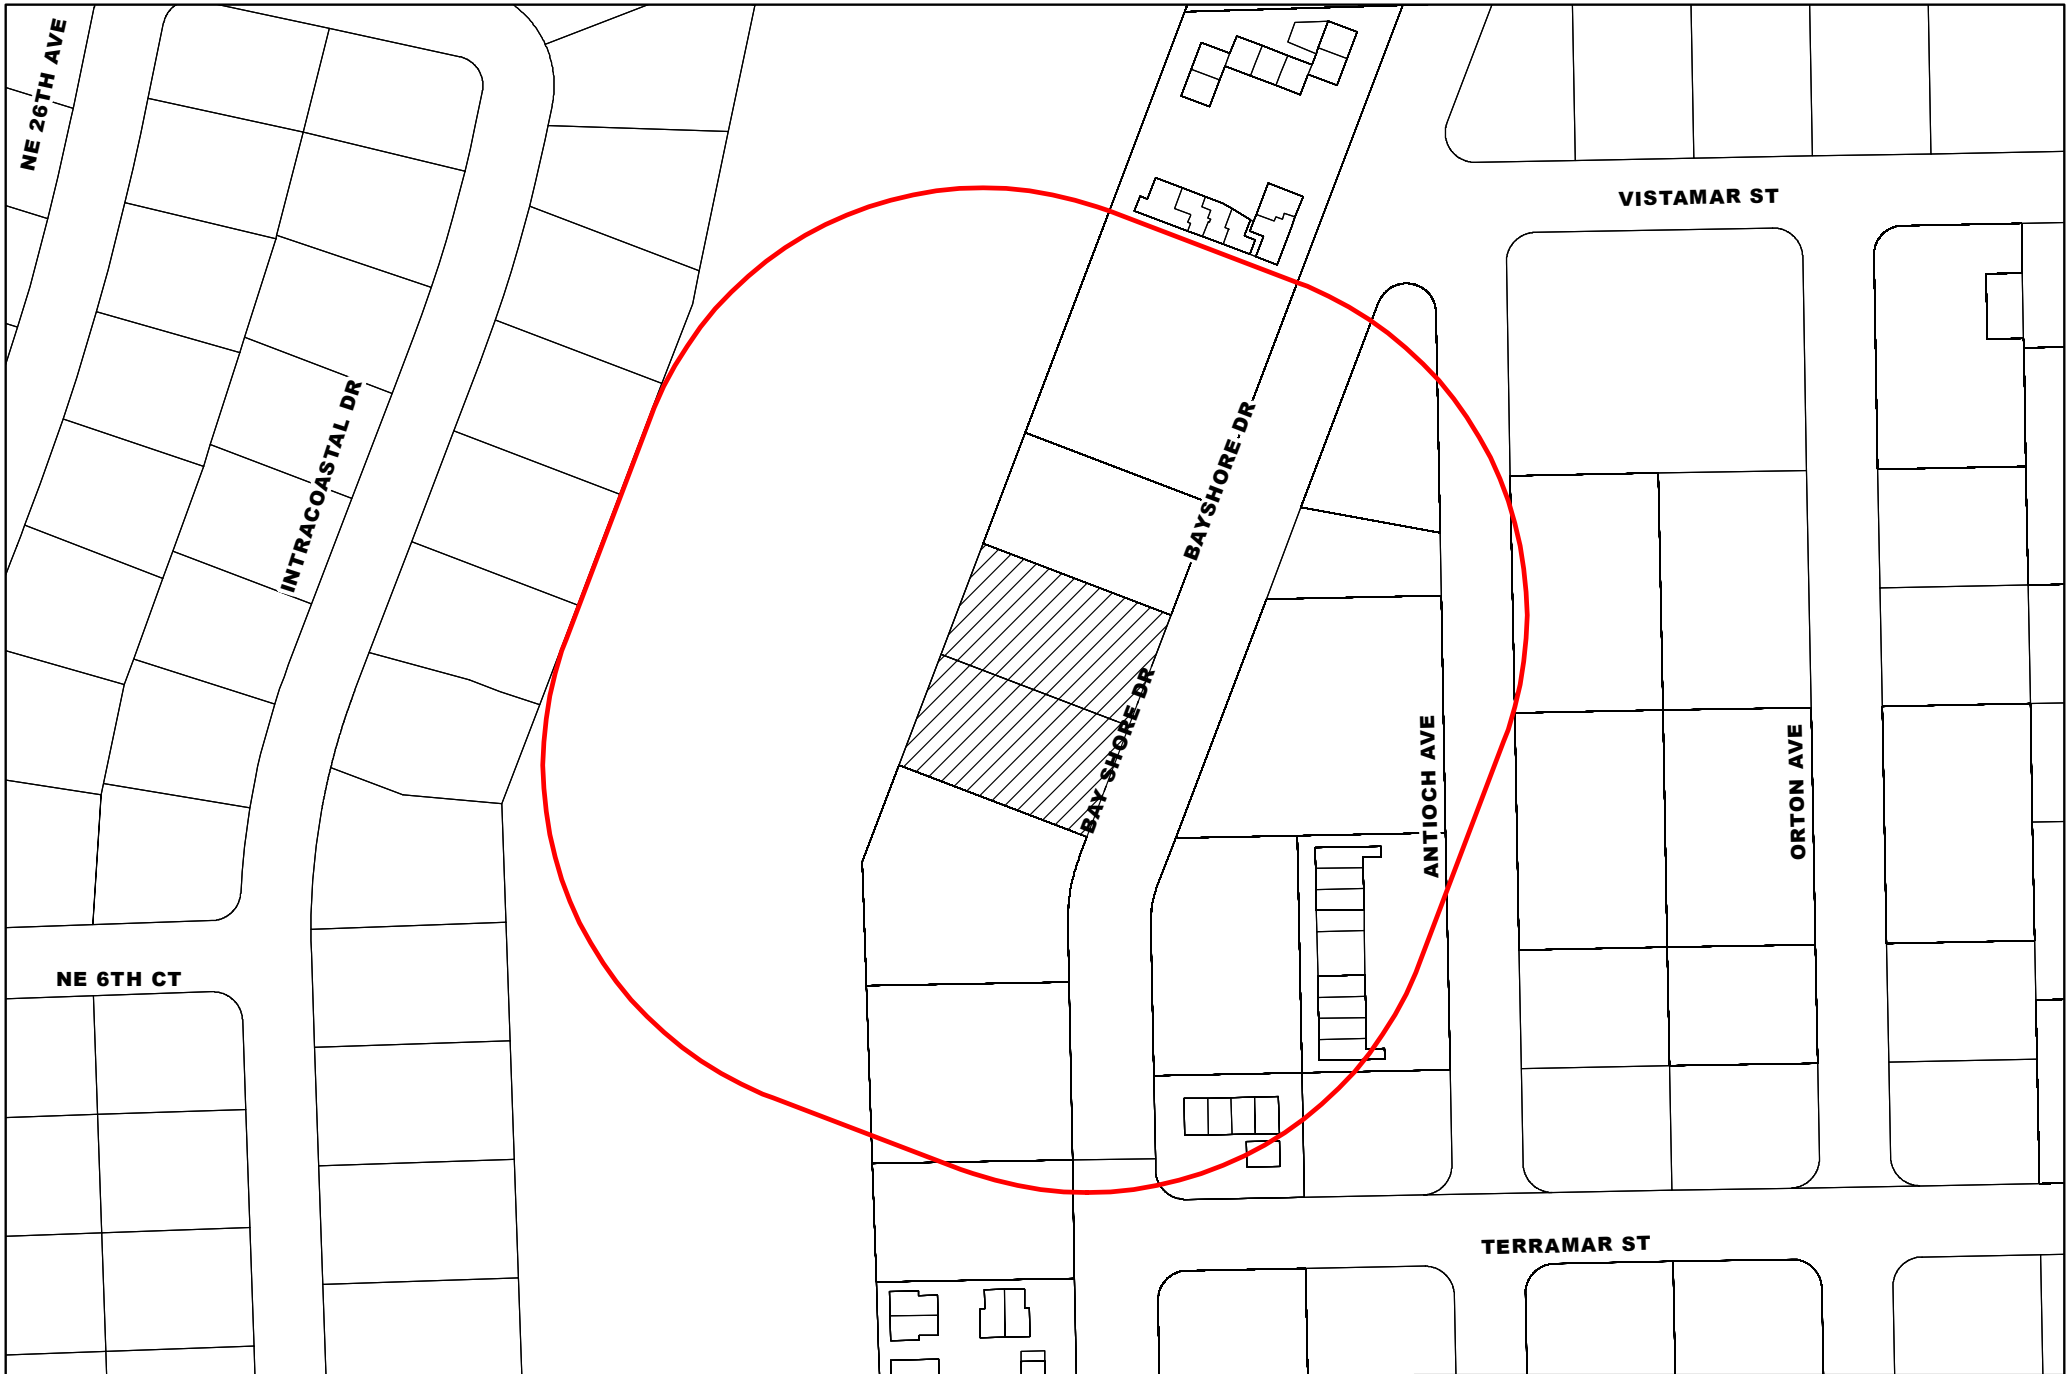 NE 26TH AVE
VISTAMAR ST
INTRACOASTAL DR
BAYSHORE DR
BAY SHORE DR
ANTIOCH AVE
ORTON AVE
NE 6TH CT
TERRAMAR ST